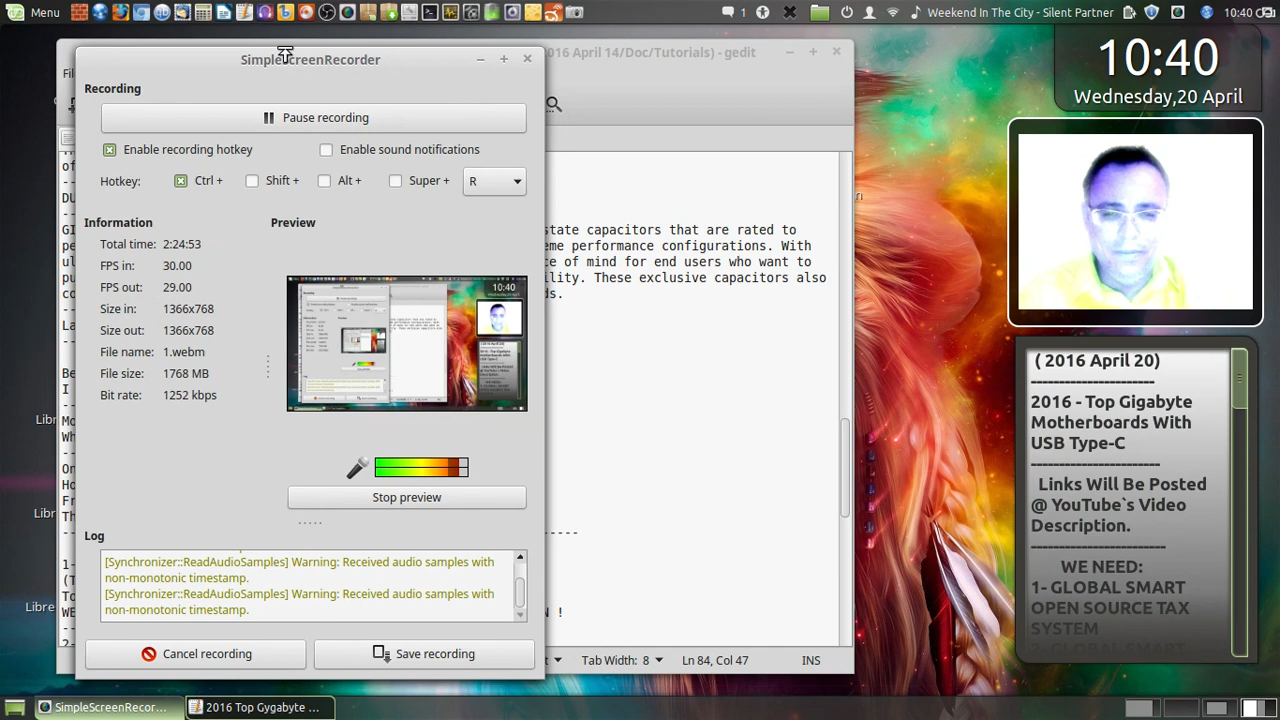 Menu
1
Weekend In The City - Silent Partner
10:40
SimpleScreenRecorder
2016 April 14/Doc/Tutorials) - gedit
Recording
Pause recording
Enable recording hotkey
Enable sound notifications
Hotkey: Ctrl + Shift + Alt + Super + R
Information
Preview
Total time: 2:24:53
FPS in: 30.00
FPS out: 29.00
Size in: 1366x768
Size out: 1366x768
File name: 1.webm
File size: 1768 MB
Bit rate: 1252 kbps
Stop preview
Log
[Synchronizer::ReadAudioSamples] Warning: Received audio samples with
non-monotonic timestamp.
[Synchronizer::ReadAudioSamples] Warning: Received audio samples with
non-monotonic timestamp.
Cancel recording
Save recording
state capacitors that are rated to
eme performance configurations. With
ce of mind for end users who want to
ility. These exclusive capacitors also
ds.
N !
Tab Width: 8
Ln 84, Col 47
INS
10:40
Wednesday,20 April
( 2016 April 20)
----------------------
2016 - Top Gigabyte
Motherboards With
USB Type-C
-----------------------
Links Will Be Posted
@ YouTube`s Video
Description.
------------------------
WE NEED:
1- GLOBAL SMART
OPEN SOURCE TAX
SYSTEM
2- GLOBAL SMART
SimpleScreenRecor...
2016 Top Gygabyte ...